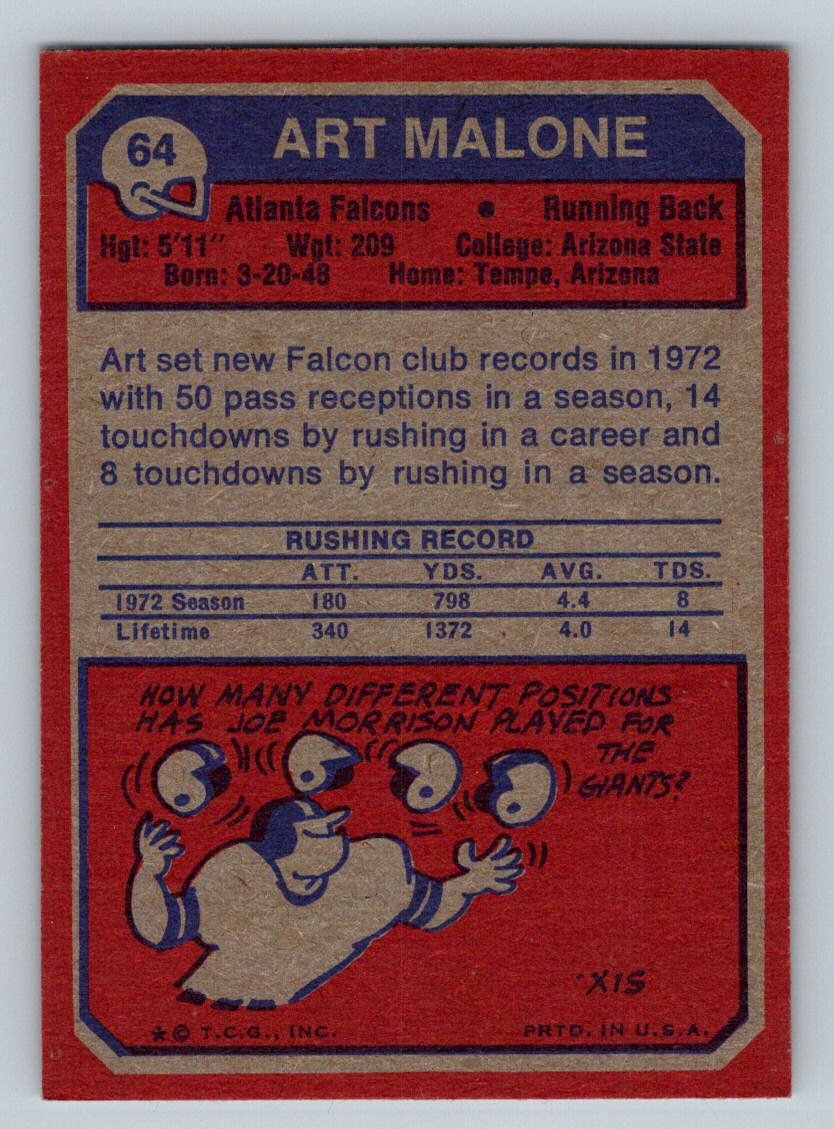 64
ART MALONE
Atlanta Falcons • Running Back
Hgt: 5'11" Wgt: 209 College: Arizona State
Born: 3-20-48 Home: Tempe, Arizona
Art set new Falcon club records in 1972
with 50 pass receptions in a season, 14
touchdowns by rushing in a career and
8 touchdowns by rushing in a season.
RUSHING RECORD
ATT. YDS. AVG. TDS.
1972 Season 180 798 4.4 8
Lifetime 340 1372 4.0 14
HOW MANY DIFFERENT POSITIONS
HAS JOE MORRISON PLAYED FOR
THE
GIANTS?
XIS
* © T.C.G., INC. PRTD. IN U.S.A.